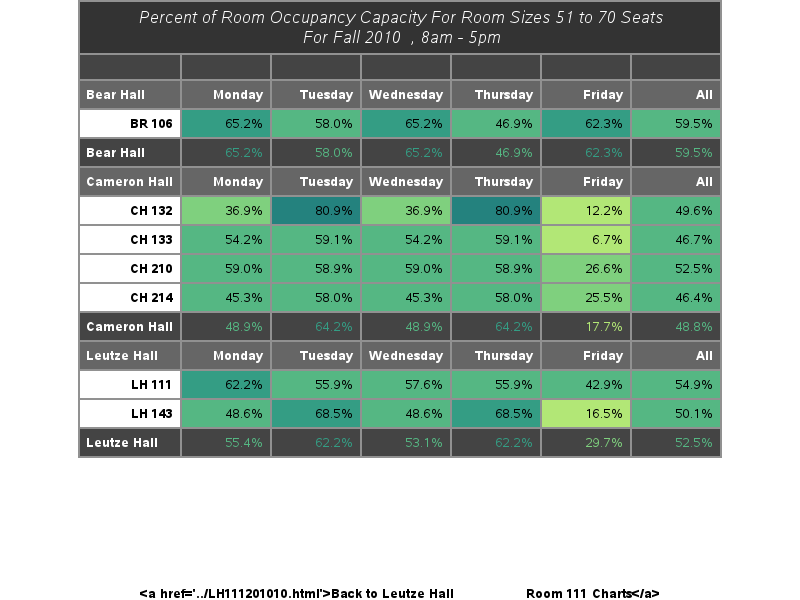 Percent of Room Occupancy Capacity For Room Sizes 51 to 70 Seats
For Fall 2010 , 8am - 5pm
Bear Hall Monday Tuesday Wednesday Thursday Friday All
BR 106 65.2% 58.0% 65.2% 46.9% 62.3% 59.5%
Bear Hall 65.2% 58.0% 65.2% 46.9% 62.3% 59.5%
Cameron Hall Monday Tuesday Wednesday Thursday Friday All
CH 132 36.9% 80.9% 36.9% 80.9% 12.2% 49.6%
CH 133 54.2% 59.1% 54.2% 59.1% 6.7% 46.7%
CH 210 59.0% 58.9% 59.0% 58.9% 26.6% 52.5%
CH 214 45.3% 58.0% 45.3% 58.0% 25.5% 46.4%
Cameron Hall 48.9% 64.2% 48.9% 64.2% 17.7% 48.8%
Leutze Hall Monday Tuesday Wednesday Thursday Friday All
LH 111 62.2% 55.9% 57.6% 55.9% 42.9% 54.9%
LH 143 48.6% 68.5% 48.6% 68.5% 16.5% 50.1%
Leutze Hall 55.4% 62.2% 53.1% 62.2% 29.7% 52.5%
<a href='../LH111201010.html'>Back to Leutze Hall Room 111 Charts</a>